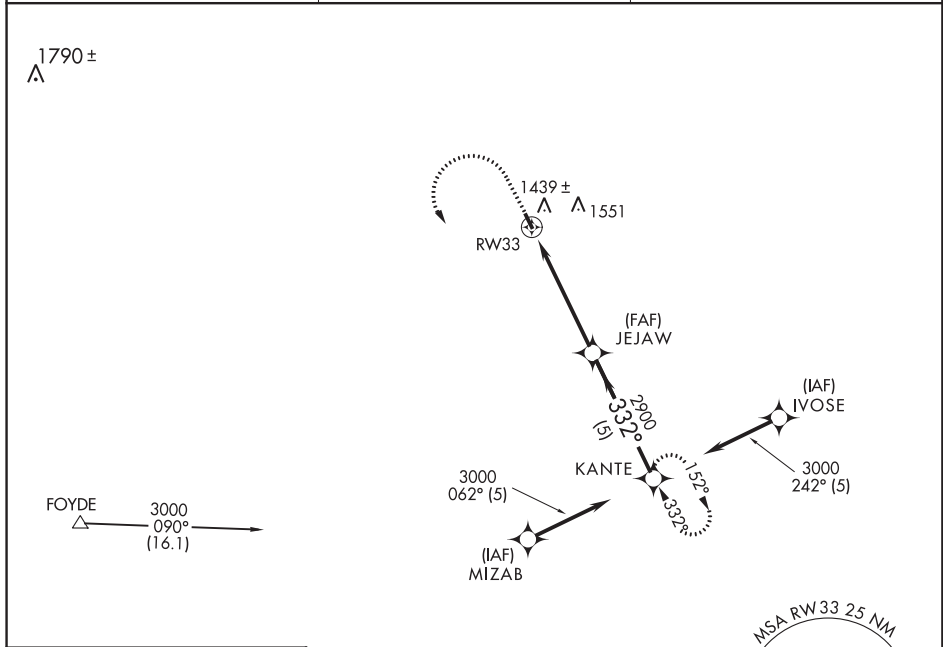 1790 ±
1439 ±
1551
RW33
(FAF)
JEJAW
(IAF)
IVOSE
2900
332°
(5)
KANTE
152°
332°
3000
242° (5)
3000
062° (5)
FOYDE
3000
090°
(16.1)
(IAF)
MIZAB
MSA RW33 25 NM